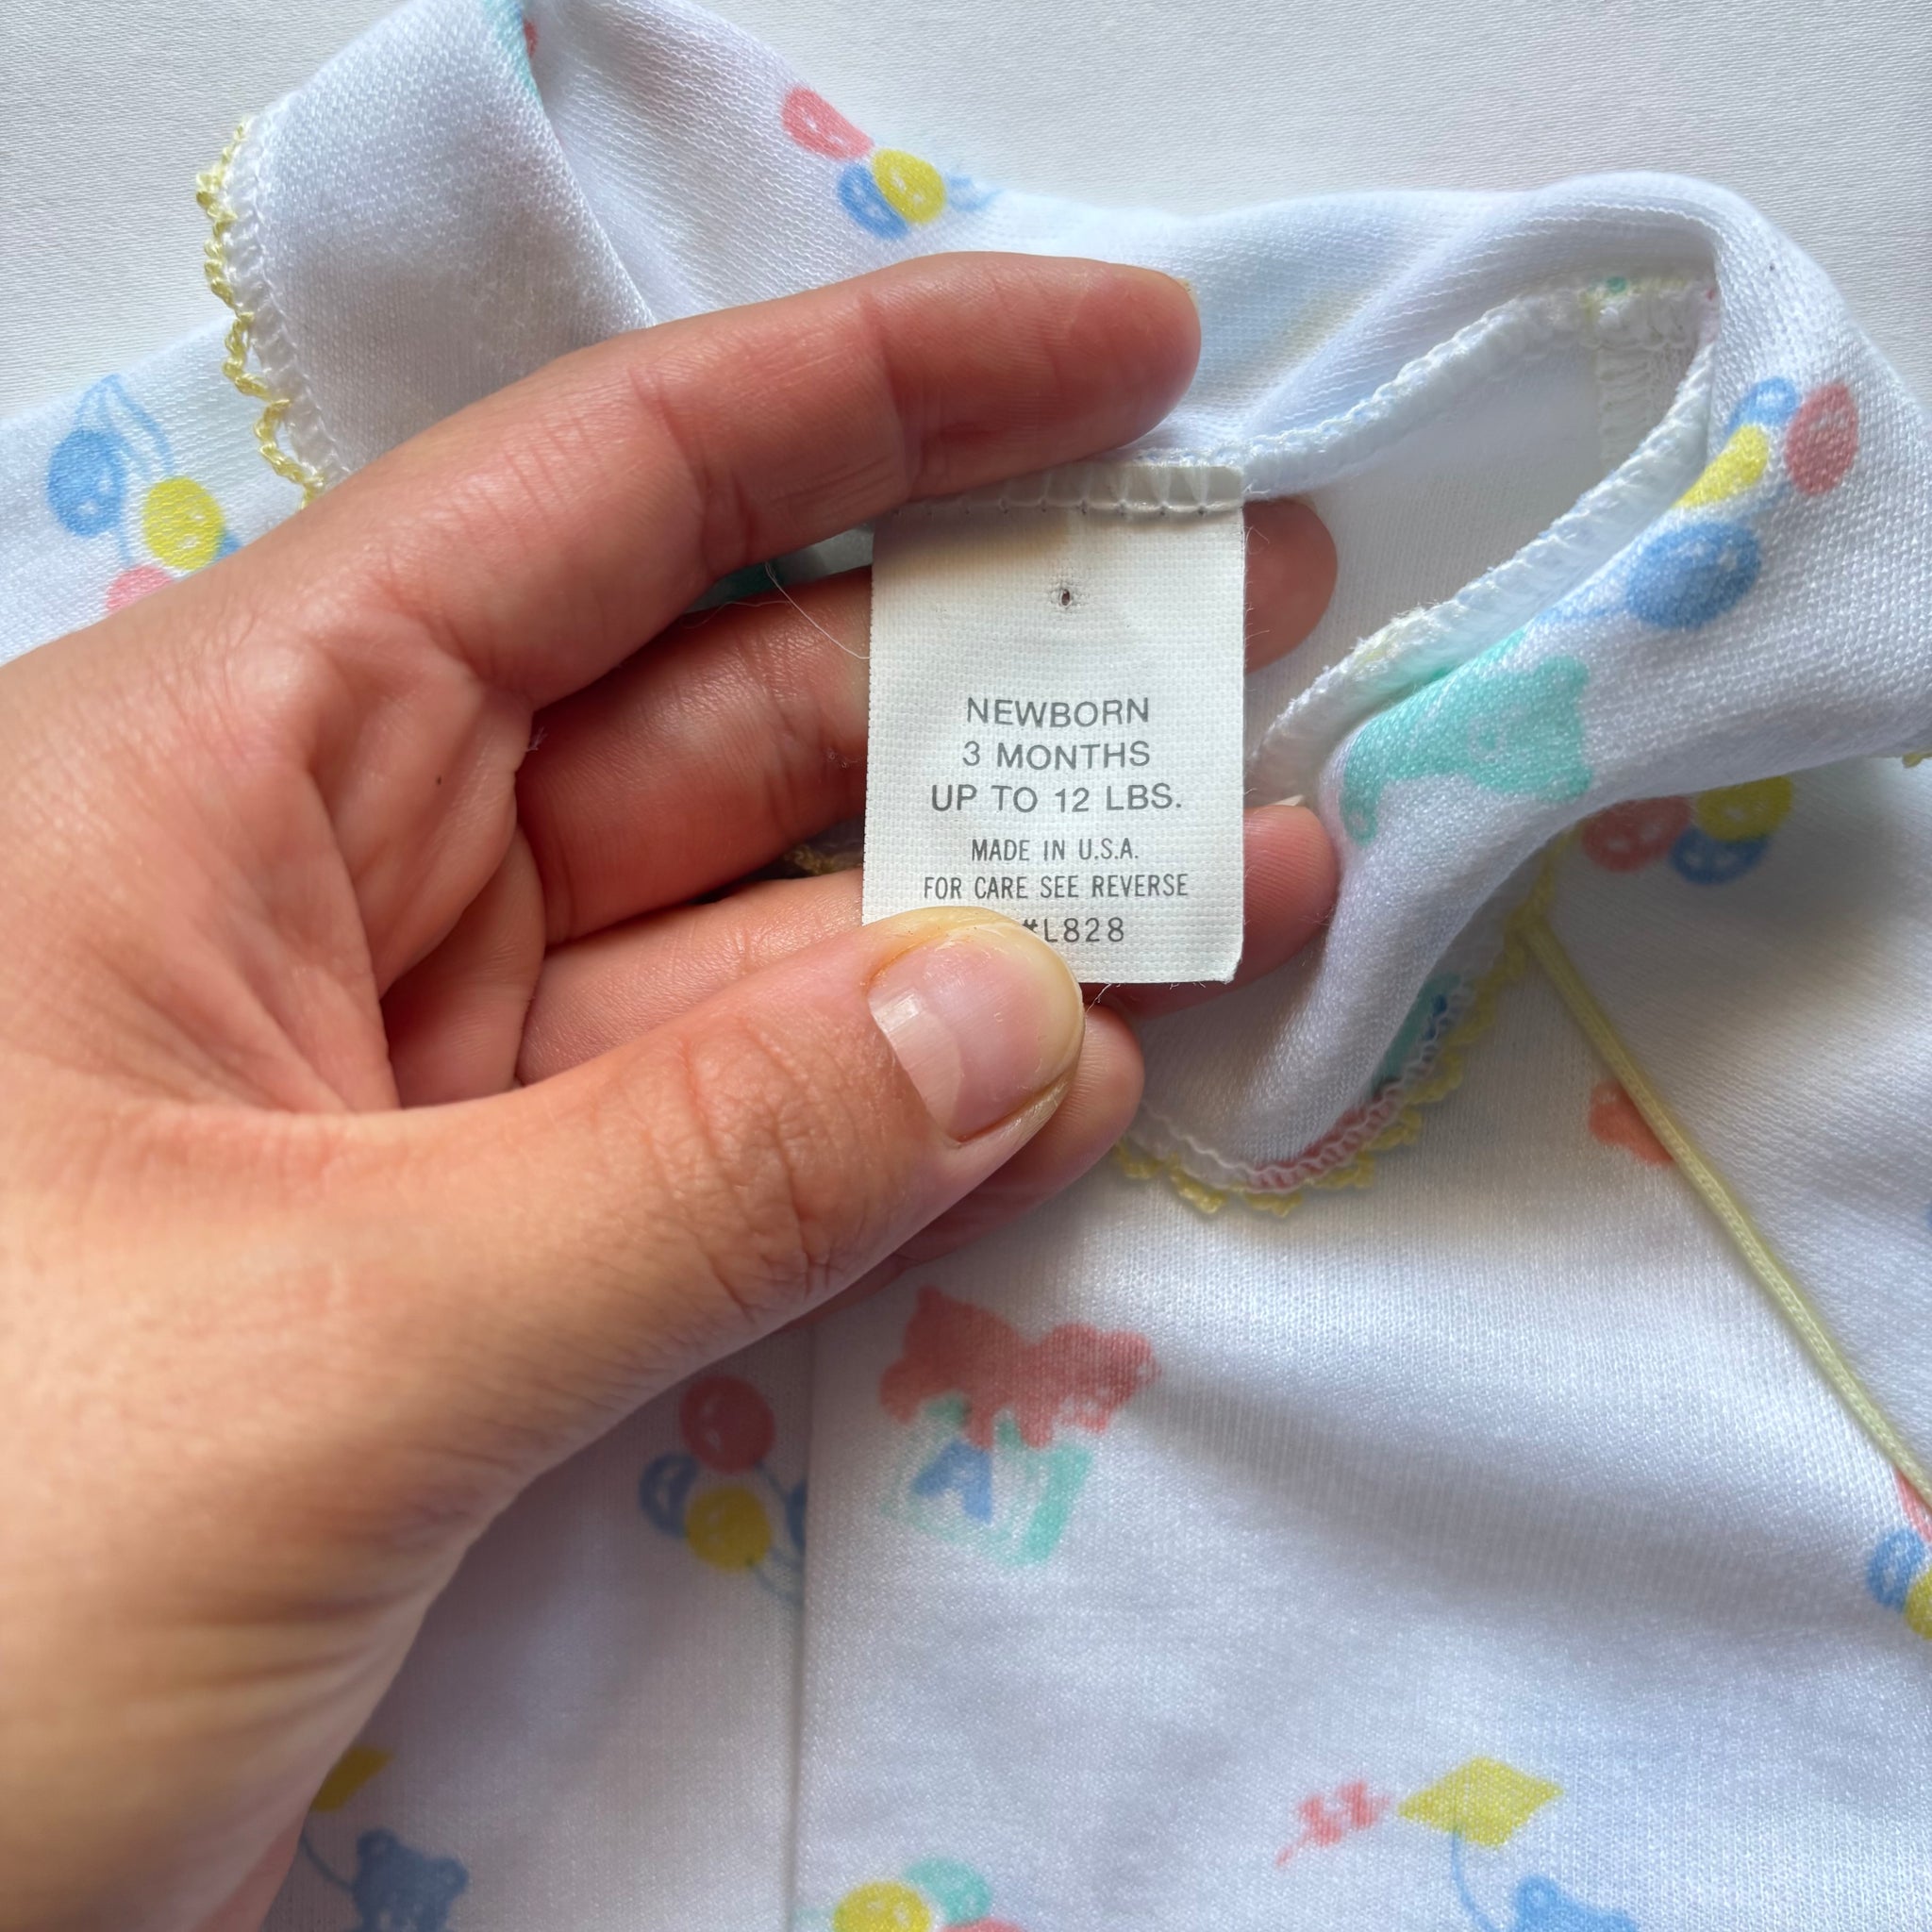 NEWBORN
3 MONTHS
UP TO 12 LBS.
MADE IN U.S.A.
FOR CARE SEE REVERSE
#L828
A